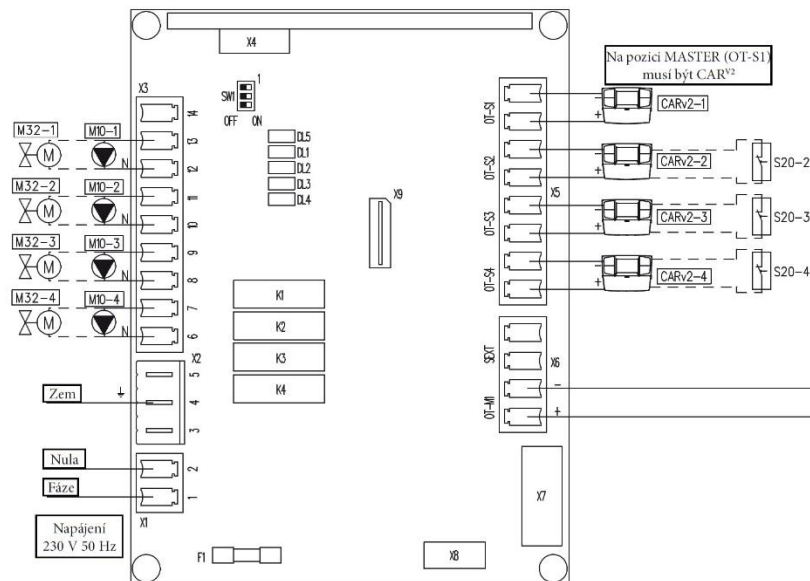 X4
Na pozici MASTER (OT-S1)
musí být CARV2
X3
SW1
1
OFF ON
14
13
12
11
10
9
8
7
6
M32-1
M10-1
M
N
M32-2
M10-2
M
N
M32-3
M10-3
M
N
M32-4
M10-4
M
N
DL5
DL1
DL2
DL3
DL4
X9
K1
K2
K3
K4
OT-S1
OT-S2
OT-S3
OT-S4
X5
-
+
CARv2-1
-
+
CARv2-2
S20-2
-
+
CARv2-3
S20-3
-
+
CARv2-4
S20-4
X2
5
4
3
Zem
SEXT
X6
OT-M1
-
+
Nula
2
Fáze
1
X1
Napájení
230 V 50 Hz
F1
X7
X8